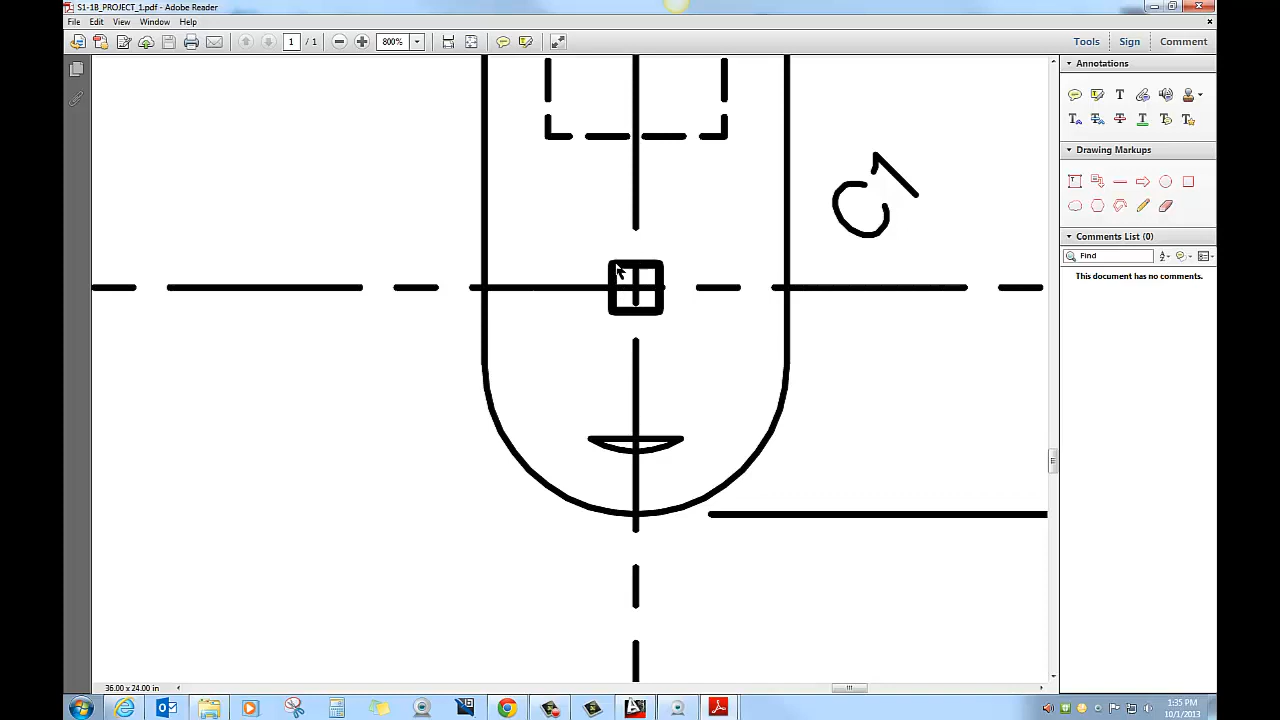 S1-1B_PROJECT_1.pdf - Adobe Reader
File Edit View Window Help
1 / 1 800% Tools Sign Comment
Annotations
Drawing Markups
Comments List (0)
Find
This document has no comments.
C1
36.00 x 24.00 in
1:35 PM
10/1/2013